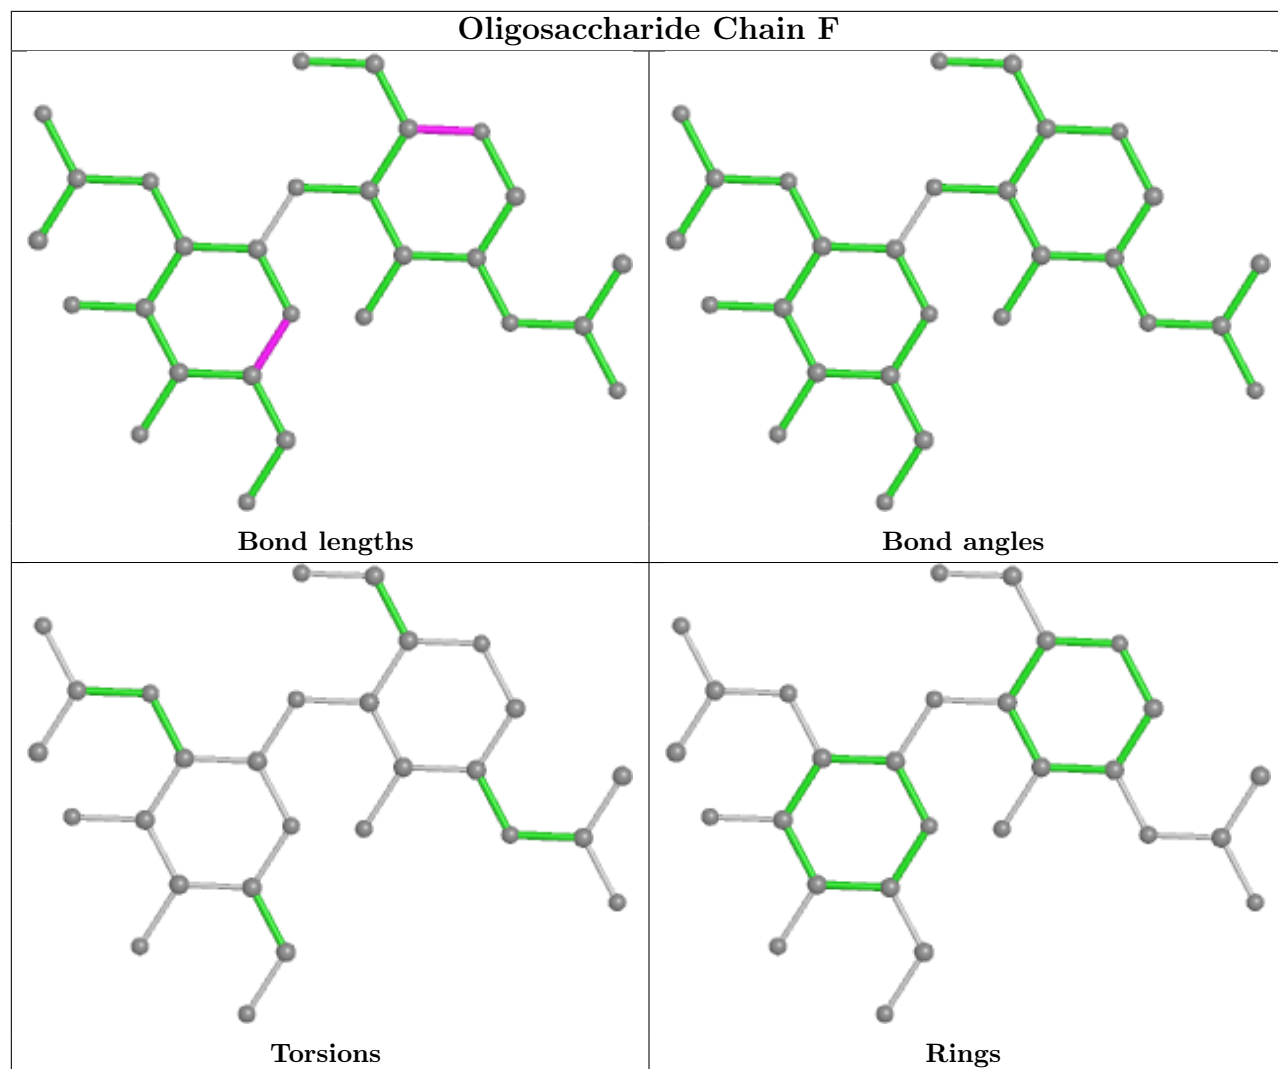 Oligosaccharide Chain F
Bond lengths
Bond angles
Torsions
Rings